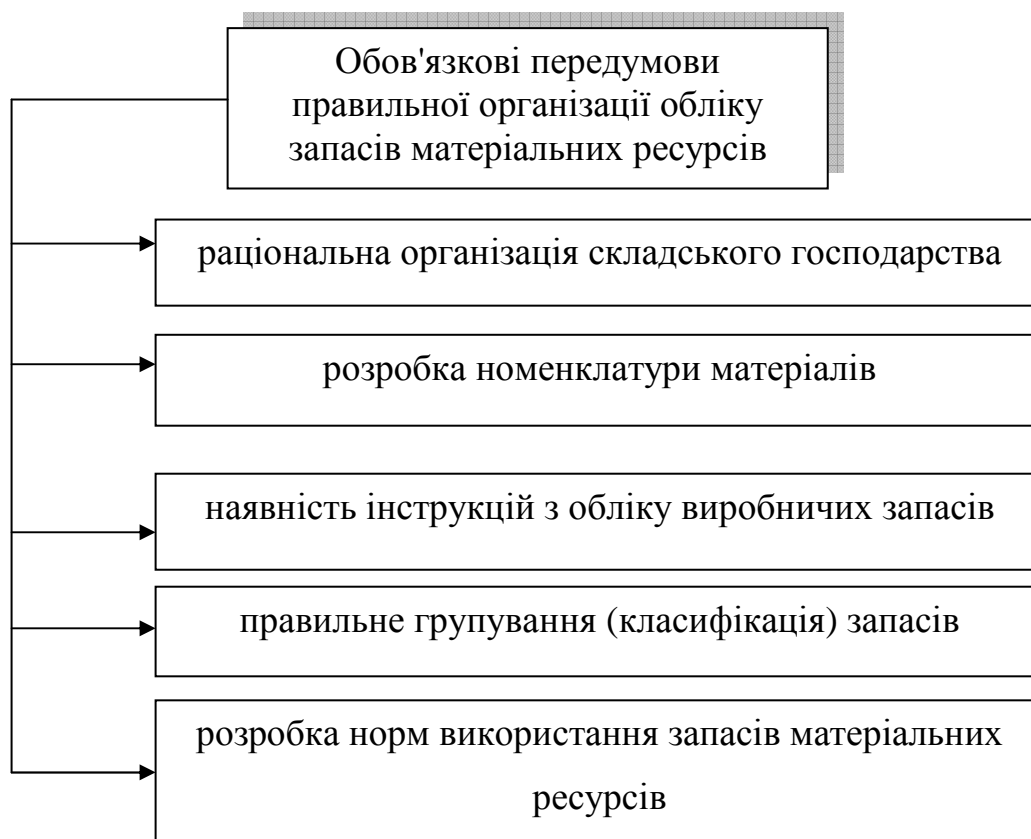 Обов'язкові передумови
правильної організації обліку
запасів матеріальних ресурсів
раціональна організація складського господарства
розробка номенклатури матеріалів
наявність інструкцій з обліку виробничих запасів
правильне групування (класифікація) запасів
розробка норм використання запасів матеріальних
ресурсів